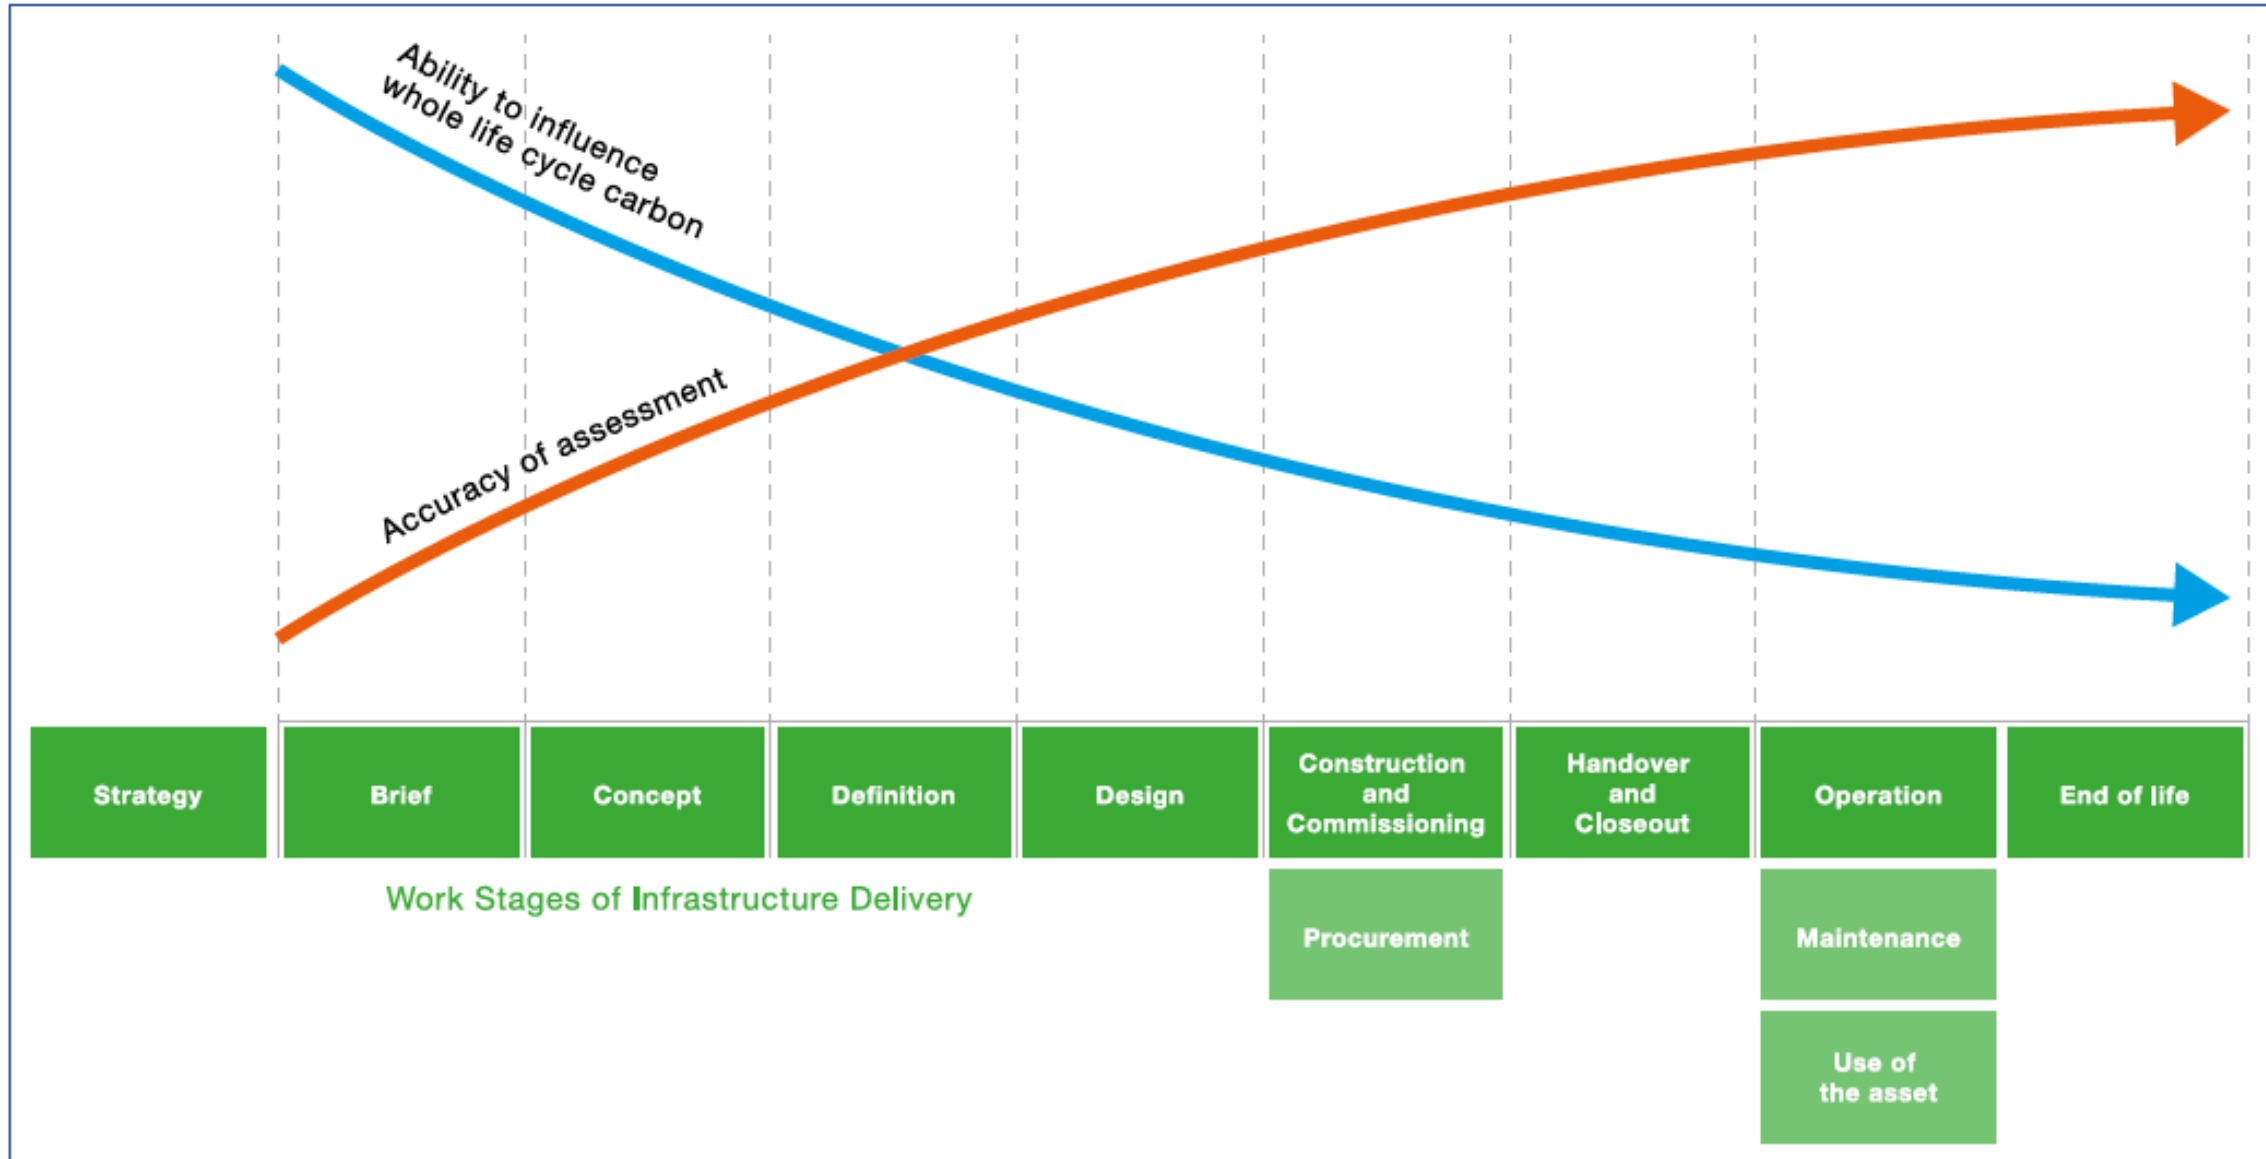 Ability to influence
whole life cycle carbon
Accuracy of assessment
Strategy
Brief
Concept
Definition
Design
Construction
and
Commissioning
Handover
and
Closeout
Operation
End of life
Work Stages of Infrastructure Delivery
Procurement
Maintenance
Use of
the asset